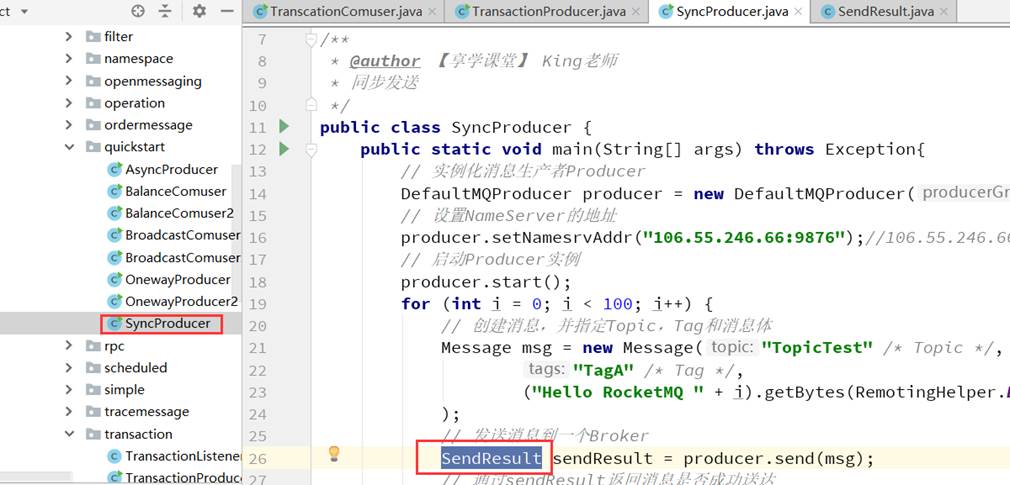 ct
TranscationComuser.java
TransactionProducer.java
SyncProducer.java
SendResult.java
filter
namespace
openmessaging
operation
ordermessage
quickstart
AsyncProducer
BalanceComuser
BalanceComuser2
BroadcastComuser
BroadcastComuser
OnewayProducer
OnewayProducer2
SyncProducer
rpc
scheduled
simple
tracemessage
transaction
TransactionListener
TransactionProduc
7 /**
8 * @author 【享学课堂】 King老师
9 * 同步发送
10 */
11 public class SyncProducer {
12 public static void main(String[] args) throws Exception{
13 // 实例化消息生产者Producer
14 DefaultMQProducer producer = new DefaultMQProducer( producerGr
15 // 设置NameServer的地址
16 producer.setNamesrvAddr("106.55.246.66:9876");//106.55.246.66
17 // 启动Producer实例
18 producer.start();
19 for (int i = 0; i < 100; i++) {
20 // 创建消息，并指定Topic，Tag和消息体
21 Message msg = new Message( topic: "TopicTest" /* Topic */,
22 tags: "TagA" /* Tag */,
23 ("Hello RocketMQ " + i).getBytes(RemotingHelper.
24 );
25 // 发送消息到一个Broker
26 SendResult sendResult = producer.send(msg);
27 // 通过sendResult返回消息是否成功送达